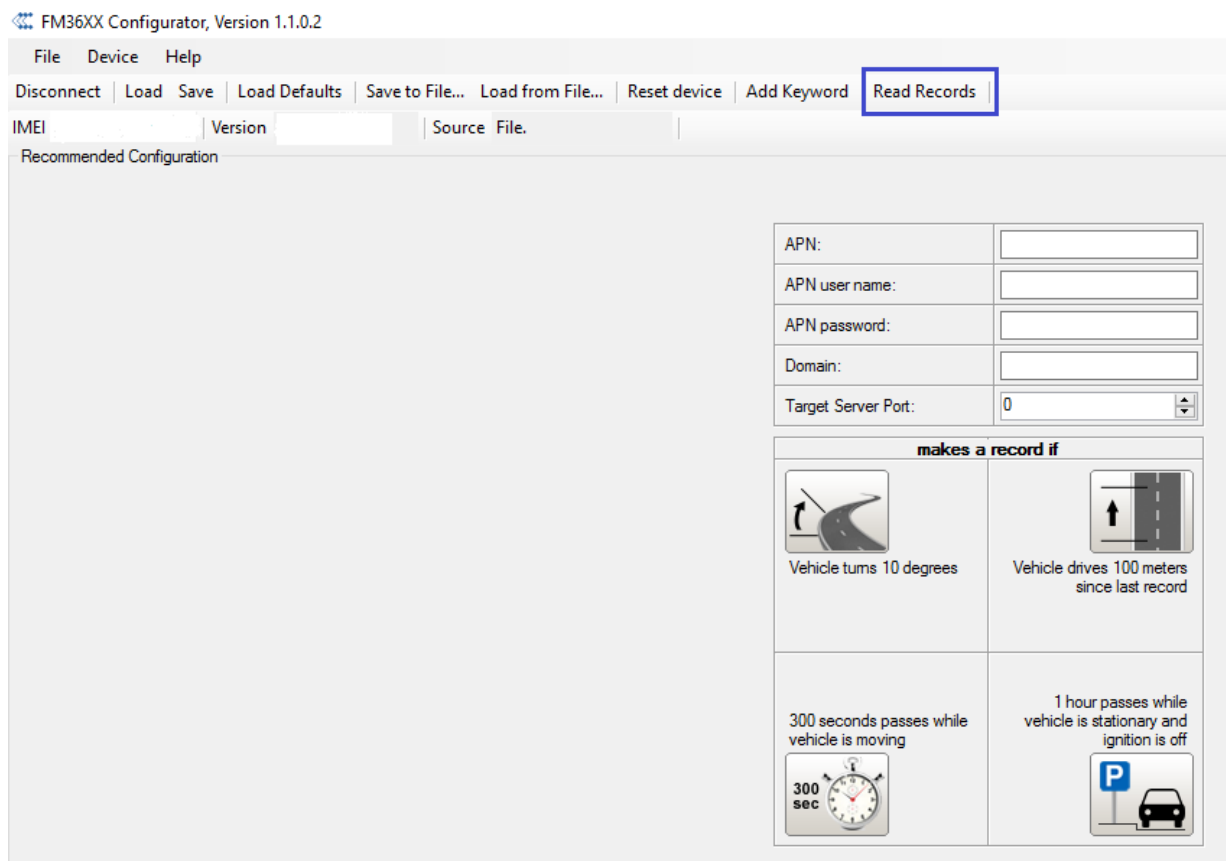 FM36XX Configurator, Version 1.1.0.2
File Device Help
Disconnect Load Save Load Defaults Save to File... Load from File... Reset device Add Keyword Read Records
IMEI Version Source File.
Recommended Configuration
APN:
APN user name:
APN password:
Domain:
Target Server Port: 0
makes a record if
Vehicle turns 10 degrees
Vehicle drives 100 meters
since last record
300 seconds passes while
vehicle is moving
300
sec
1 hour passes while
vehicle is stationary and
ignition is off
P